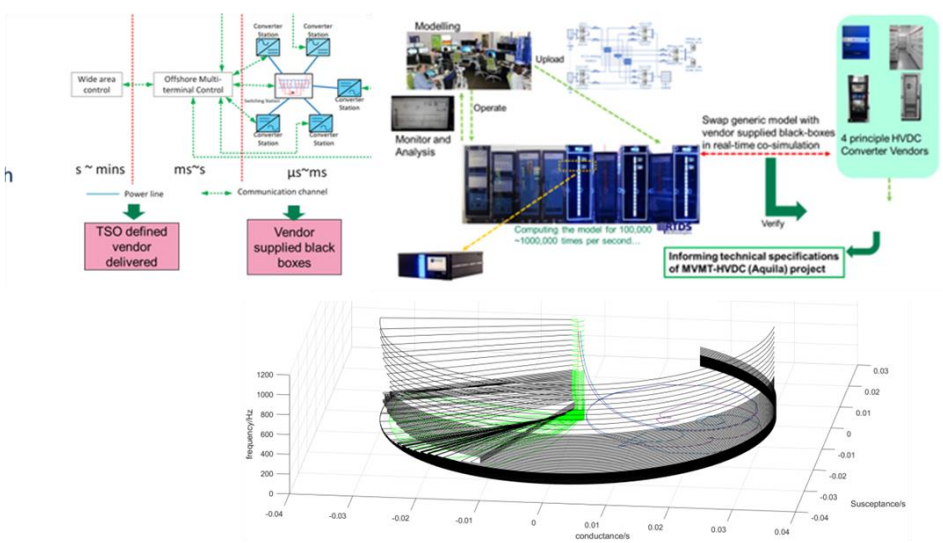 Converter
Station
Converter
Station
Wide area
control
Offshore Multi-
terminal Control
Switching Station
Converter
Station
Converter
Station
Converter
Station
s ~ mins
ms~s
µs~ms
h
Power line
Communication channel
TSO defined
vendor
delivered
Vendor
supplied black
boxes
Modelling
Upload
Operate
Monitor and
Analysis
Swap generic model with
vendor supplied black-boxes
in real-time co-simulation
4 principle HVDC
Converter Vendors
Computing the model for 100,000
~1000,000 times per second...
RTDS
Verify
Informing technical specifications
of MVMT-HVDC (Aquila) project
frequency/Hz
1200
1000
800
600
400
200
0
-0.04
-0.03
-0.02
-0.01
0
0.01
0.02
0.03
0.04
conductance/s
0.03
0.02
0.01
0
-0.01
-0.02
-0.03
-0.04
Susceptance/s